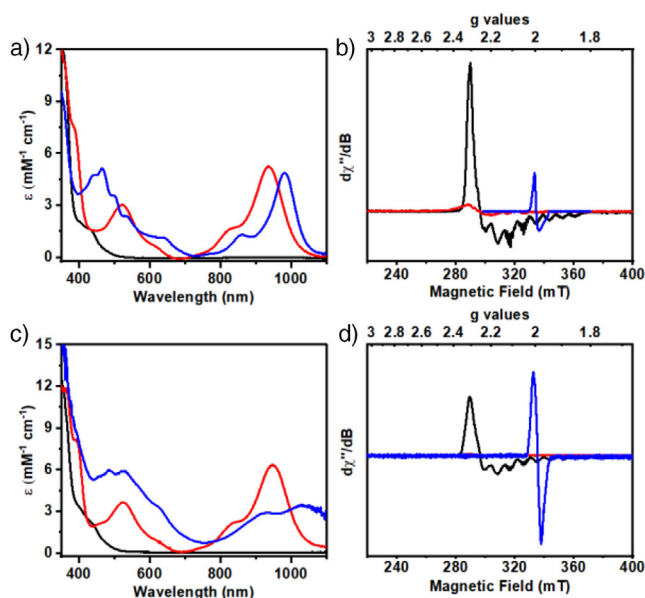 a)
12
9
6
3
0
ε (mM⁻¹ cm⁻¹)
400 600 800 1000
Wavelength (nm)
b)
g values
3 2.8 2.6 2.4 2.2 2 1.8
dχ''/dB
240 280 320 360 400
Magnetic Field (mT)
c)
15
12
9
6
3
0
ε (mM⁻¹ cm⁻¹)
400 600 800 1000
Wavelength (nm)
d)
g values
3 2.8 2.6 2.4 2.2 2 1.8
dχ''/dB
240 280 320 360 400
Magnetic Field (mT)